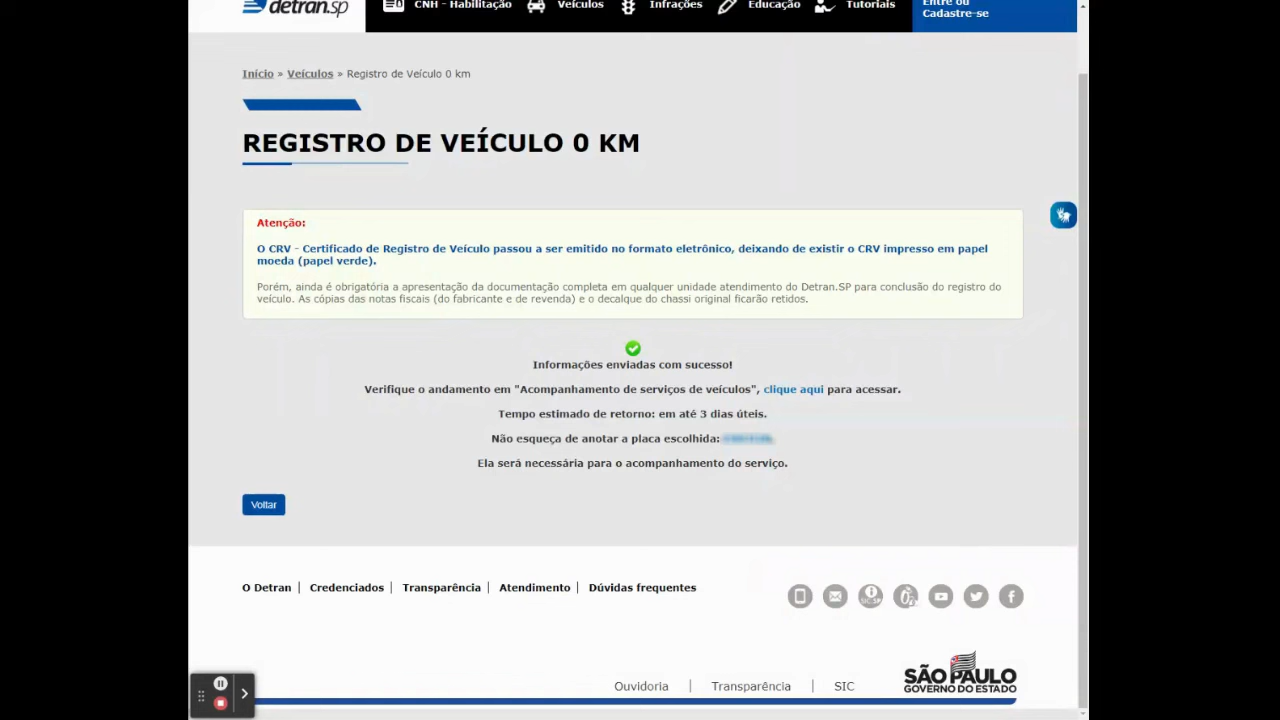 detran.sp
CNH - Habilitação
Veículos
Infrações
Educação
Tutoriais
Entre ou
Cadastre-se
Início » Veículos » Registro de Veículo 0 km
REGISTRO DE VEÍCULO 0 KM
Atenção:
O CRV - Certificado de Registro de Veículo passou a ser emitido no formato eletrônico, deixando de existir o CRV impresso em papel
moeda (papel verde).
Porém, ainda é obrigatória a apresentação da documentação completa em qualquer unidade atendimento do Detran.SP para conclusão do registro do
veículo. As cópias das notas fiscais (do fabricante e de revenda) e o decalque do chassi original ficarão retidos.
Informações enviadas com sucesso!
Verifique o andamento em "Acompanhamento de serviços de veículos", clique aqui para acessar.
Tempo estimado de retorno: em até 3 dias úteis.
Não esqueça de anotar a placa escolhida:
Ela será necessária para o acompanhamento do serviço.
Voltar
O Detran | Credenciados | Transparência | Atendimento | Dúvidas frequentes
SIC.SP
SÃO PAULO
GOVERNO DO ESTADO
Ouvidoria | Transparência | SIC